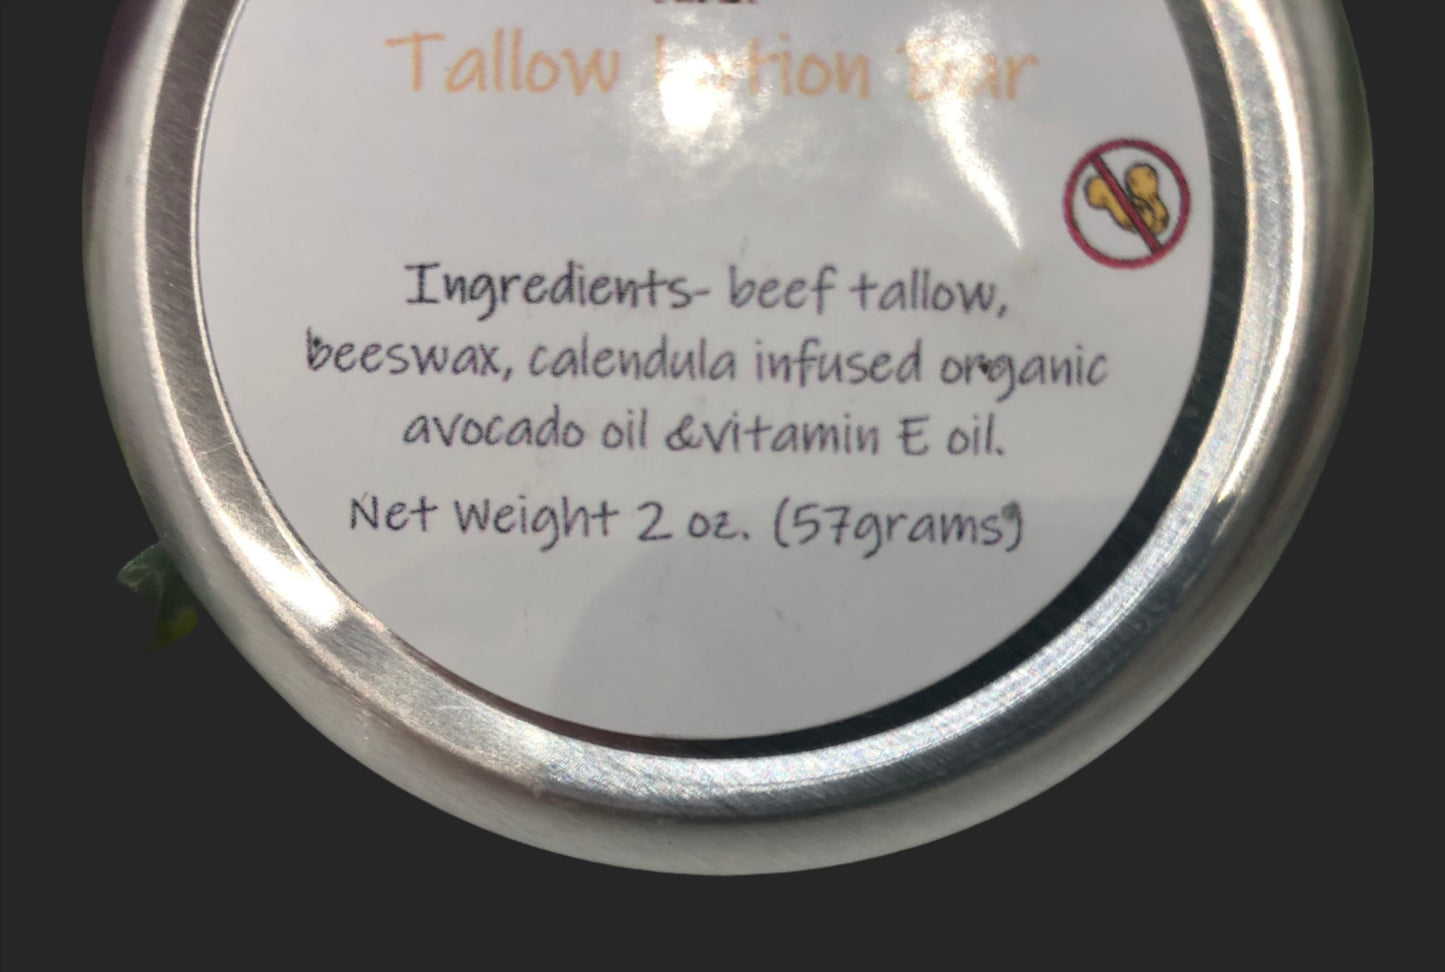 Tallow Lotion Bar
Ingredients- beef tallow,
beeswax, calendula infused organic
avocado oil &vitamin E oil.
Net Weight 2 oz. (57grams)